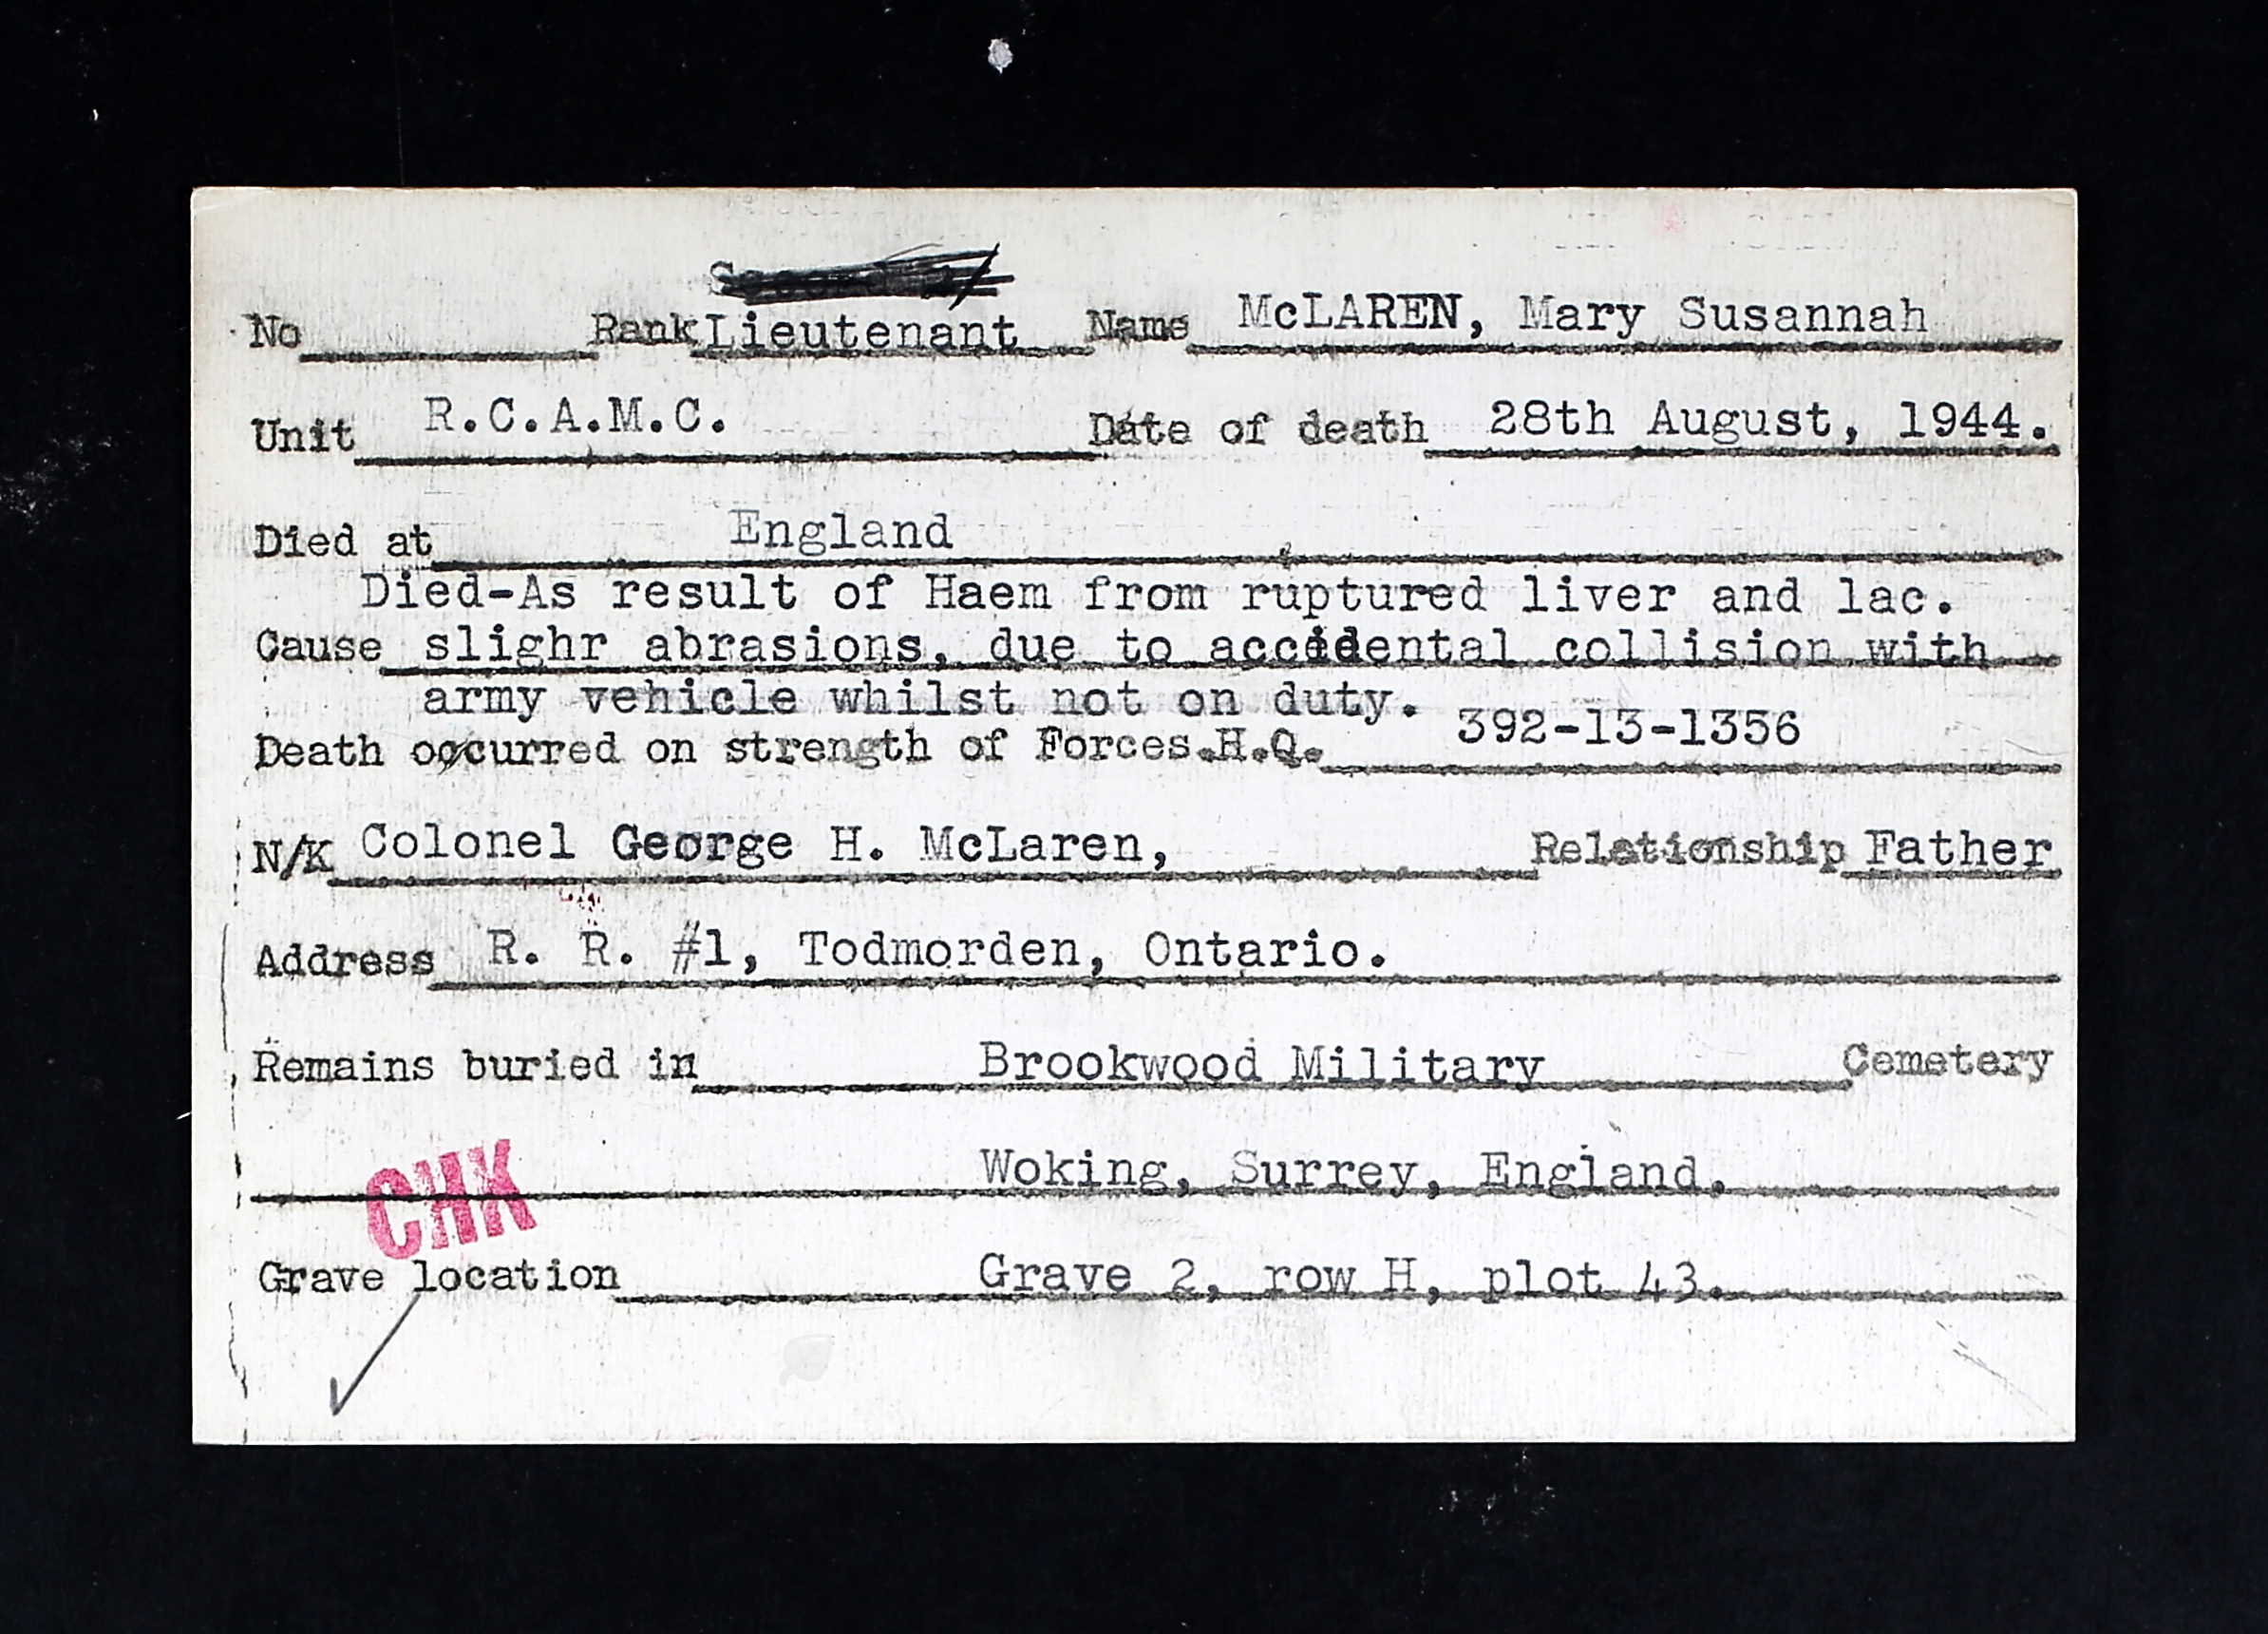 No Rank Lieutenant Name McLAREN, Mary Susannah
Unit R.C.A.M.C. Date of death 28th August, 1944.
Died at England
Died-As result of Haem from ruptured liver and lac.
Cause slighr abrasions, due to accidental collision with
army vehicle whilst not on duty.
Death occurred on strength of Forces.H.Q. 392-13-1356
N/K Colonel George H. McLaren, Relationship Father
Address R. R. #1, Todmorden, Ontario.
Remains buried in Brookwood Military Cemetery
Woking, Surrey, England.
CHK
Grave location Grave 2, row H, plot 43.